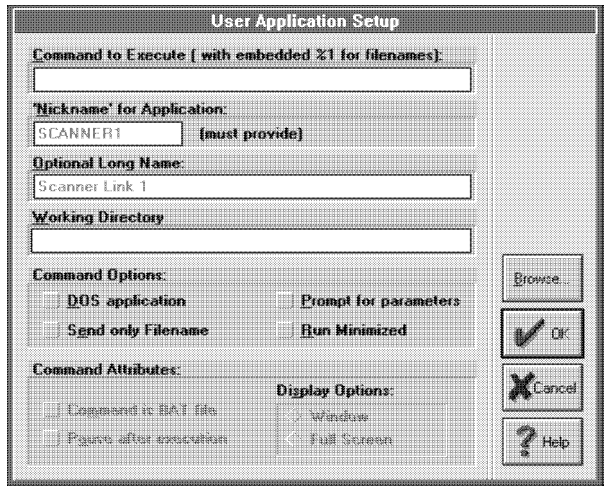 User Application Setup
Command to Execute ( with embedded %1 for filenames):
'Nickname' for Application:
SCANNER1 (must provide)
Optional Long Name:
Scanner Link 1
Working Directory
Command Options:
DOS application Prompt for parameters
Send only Filename Run Minimized
Browse...
OK
Command Attributes:
Display Options:
Command is BAT file Window
Pause after execution Full Screen
Cancel
Help